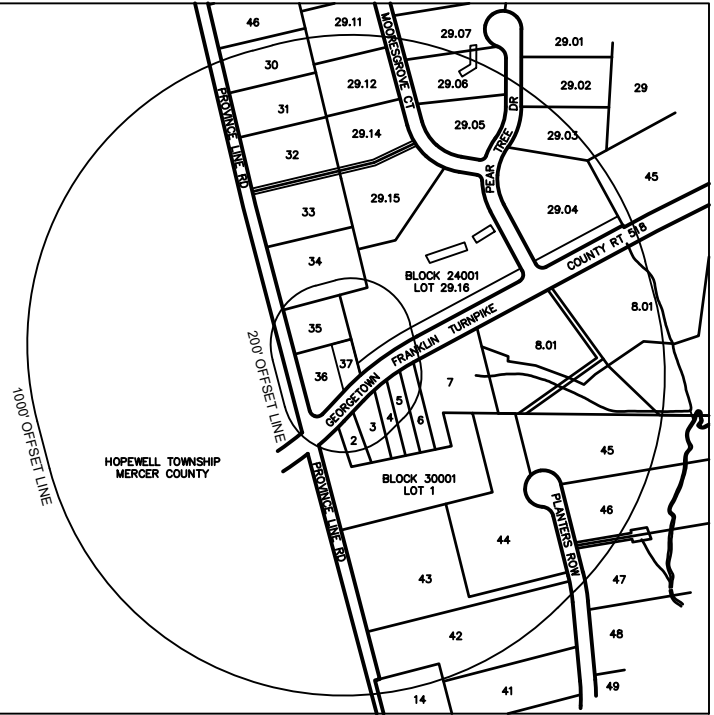 46
29.11
MOORESGROVE CT
29.07
29.01
30
29.12
29.06
29.02
29
PROVINCE LINE RD
31
29.14
29.05
PEAR TREE DR
29.03
32
45
33
29.15
29.04
34
COUNTY RT 518
BLOCK 24001
LOT 29.16
8.01
35
200' OFFSET LINE
36
37
GEORGETOWN FRANKLIN TURNPIKE
8.01
7
5
4
3
2
6
1000' OFFSET LINE
HOPEWELL TOWNSHIP
MERCER COUNTY
PROVINCE LINE RD
BLOCK 30001
LOT 1
45
46
PLANTERS ROW
44
43
47
42
48
41
49
14